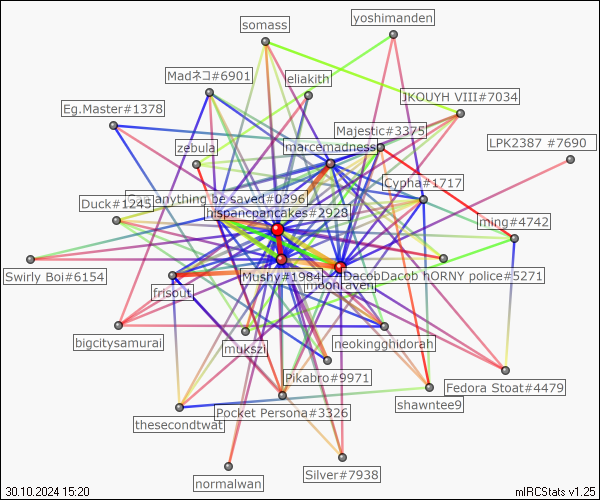 yoshimanden
somass
Madネコ#6901
eliakith
JKOUYH VIII#7034
Eg.Master#1378
Majestic#3375
LPK2387 #7690
zebula
marcemadness
Cypha#1717
anything be saved#0396
Duck#1245
hispanicpancakes#2928
ming#4742
Swirly Boi#6154
Mushy#1984
DacobDacob
hORNY police#5271
frisout
moonraven
bigcitysamurai
mukszi
neokingghidorah
Pikabro#9971
Fedora Stoat#4479
shawntee9
Pocket Persona#3326
thesecondtwat
Silver#7938
normalwan
30.10.2024 15:20
mIRCStats v1.25